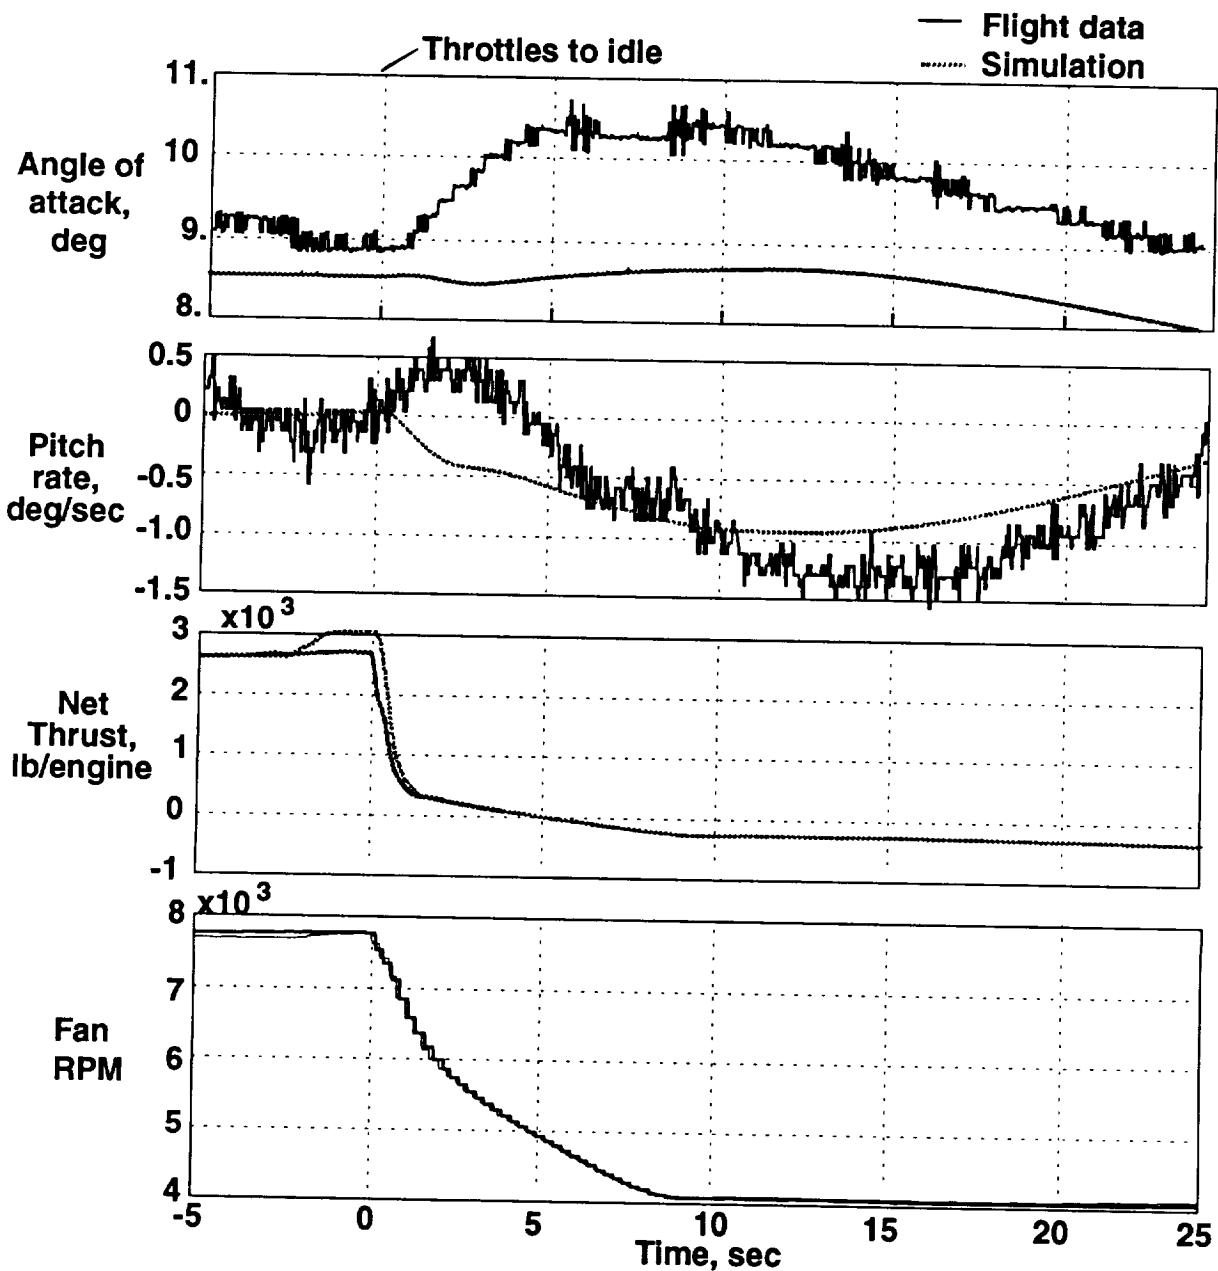 Flight data
Throttles to idle
Simulation
11.
10
9.
8.
Angle of
attack,
deg
0.5
0
-0.5
-1.0
-1.5
Pitch
rate,
deg/sec
x10 3
3
2
1
0
-1
Net
Thrust,
lb/engine
x10 3
8
7
6
5
4
Fan
RPM
-5
0
5
10
15
20
25
Time, sec